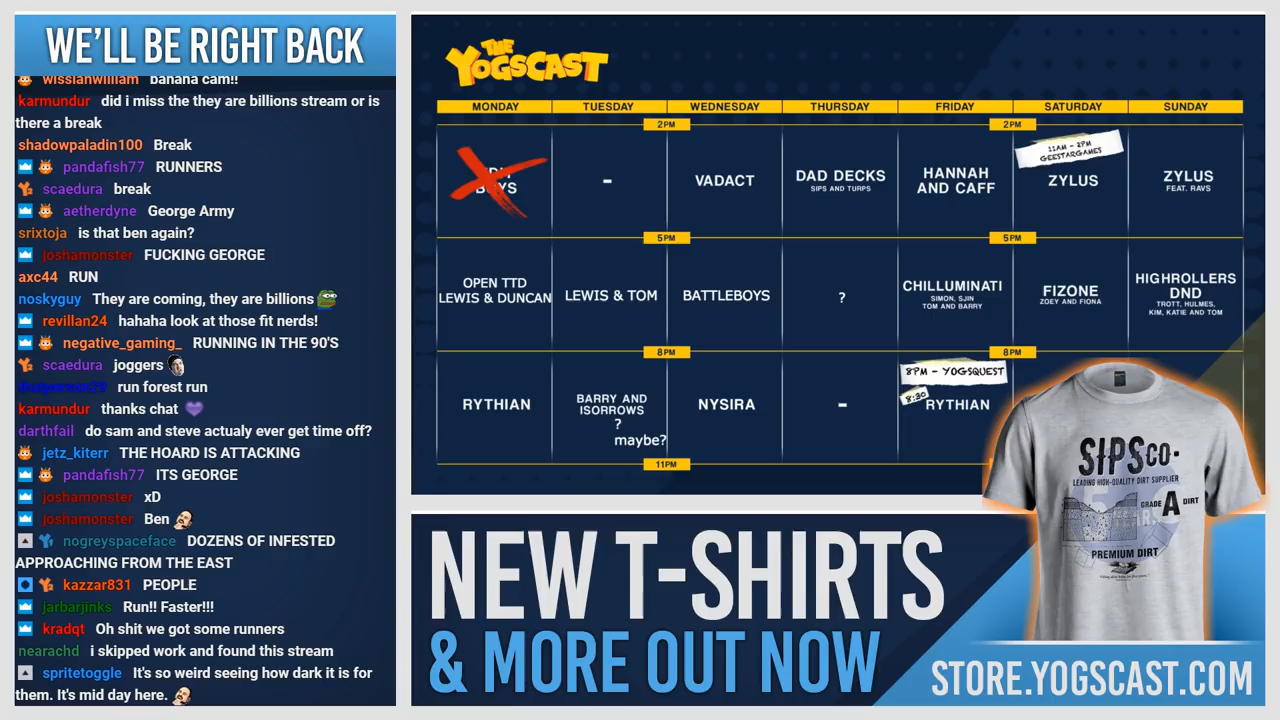 WE'LL BE RIGHT BACK
wisslanwilliam banana cam!!
karmundur did i miss the they are billions stream or is
there a break
shadowpaladin100 Break
pandafish77 RUNNERS
scaedura break
aetherdyne George Army
srixtoja is that ben again?
joshamonster FUCKING GEORGE
axc44 RUN
noskyguy They are coming, they are billions
revillan24 hahaha look at those fit nerds!
negative_gaming_ RUNNING IN THE 90'S
scaedura joggers
thatperson29 run forest run
karmundur thanks chat
darthfail do sam and steve actualy ever get time off?
jetz_kiterr THE HOARD IS ATTACKING
pandafish77 ITS GEORGE
joshamonster xD
joshamonster Ben
nogreyspaceface DOZENS OF INFESTED
APPROACHING FROM THE EAST
kazzar831 PEOPLE
jarbarjinks Run!! Faster!!!
kradqt Oh shit we got some runners
nearachd i skipped work and found this stream
spritetoggle It's so weird seeing how dark it is for
them. It's mid day here.
THE
YOGSCAST
MONDAY TUESDAY WEDNESDAY THURSDAY FRIDAY SATURDAY SUNDAY
2PM 2PM
BOYS
-
VADACT
DAD DECKS
SIPS AND TURPS
HANNAH
AND CAFF
11AM - 2PM
GEESTARGAMES
ZYLUS
ZYLUS
FEAT. RAVS
5PM 5PM
OPEN TTD
LEWIS & DUNCAN
LEWIS & TOM
BATTLEBOYS
?
CHILLUMINATI
SIMON, SJIN
TOM AND BARRY
FIZONE
ZOEY AND FIONA
HIGHROLLERS
DND
TROTT, HULMES,
KIM, KATIE AND TOM
8PM 8PM
RYTHIAN
BARRY AND
ISORROWS
?
maybe?
NYSIRA
-
8PM - YOGSQUEST
8:30
RYTHIAN
11PM
SIPSCO.
LEADING HIGH-QUALITY DIRT SUPPLIER
GRADE A DIRT
PREMIUM DIRT
NEW T-SHIRTS
& MORE OUT NOW
STORE.YOGSCAST.COM